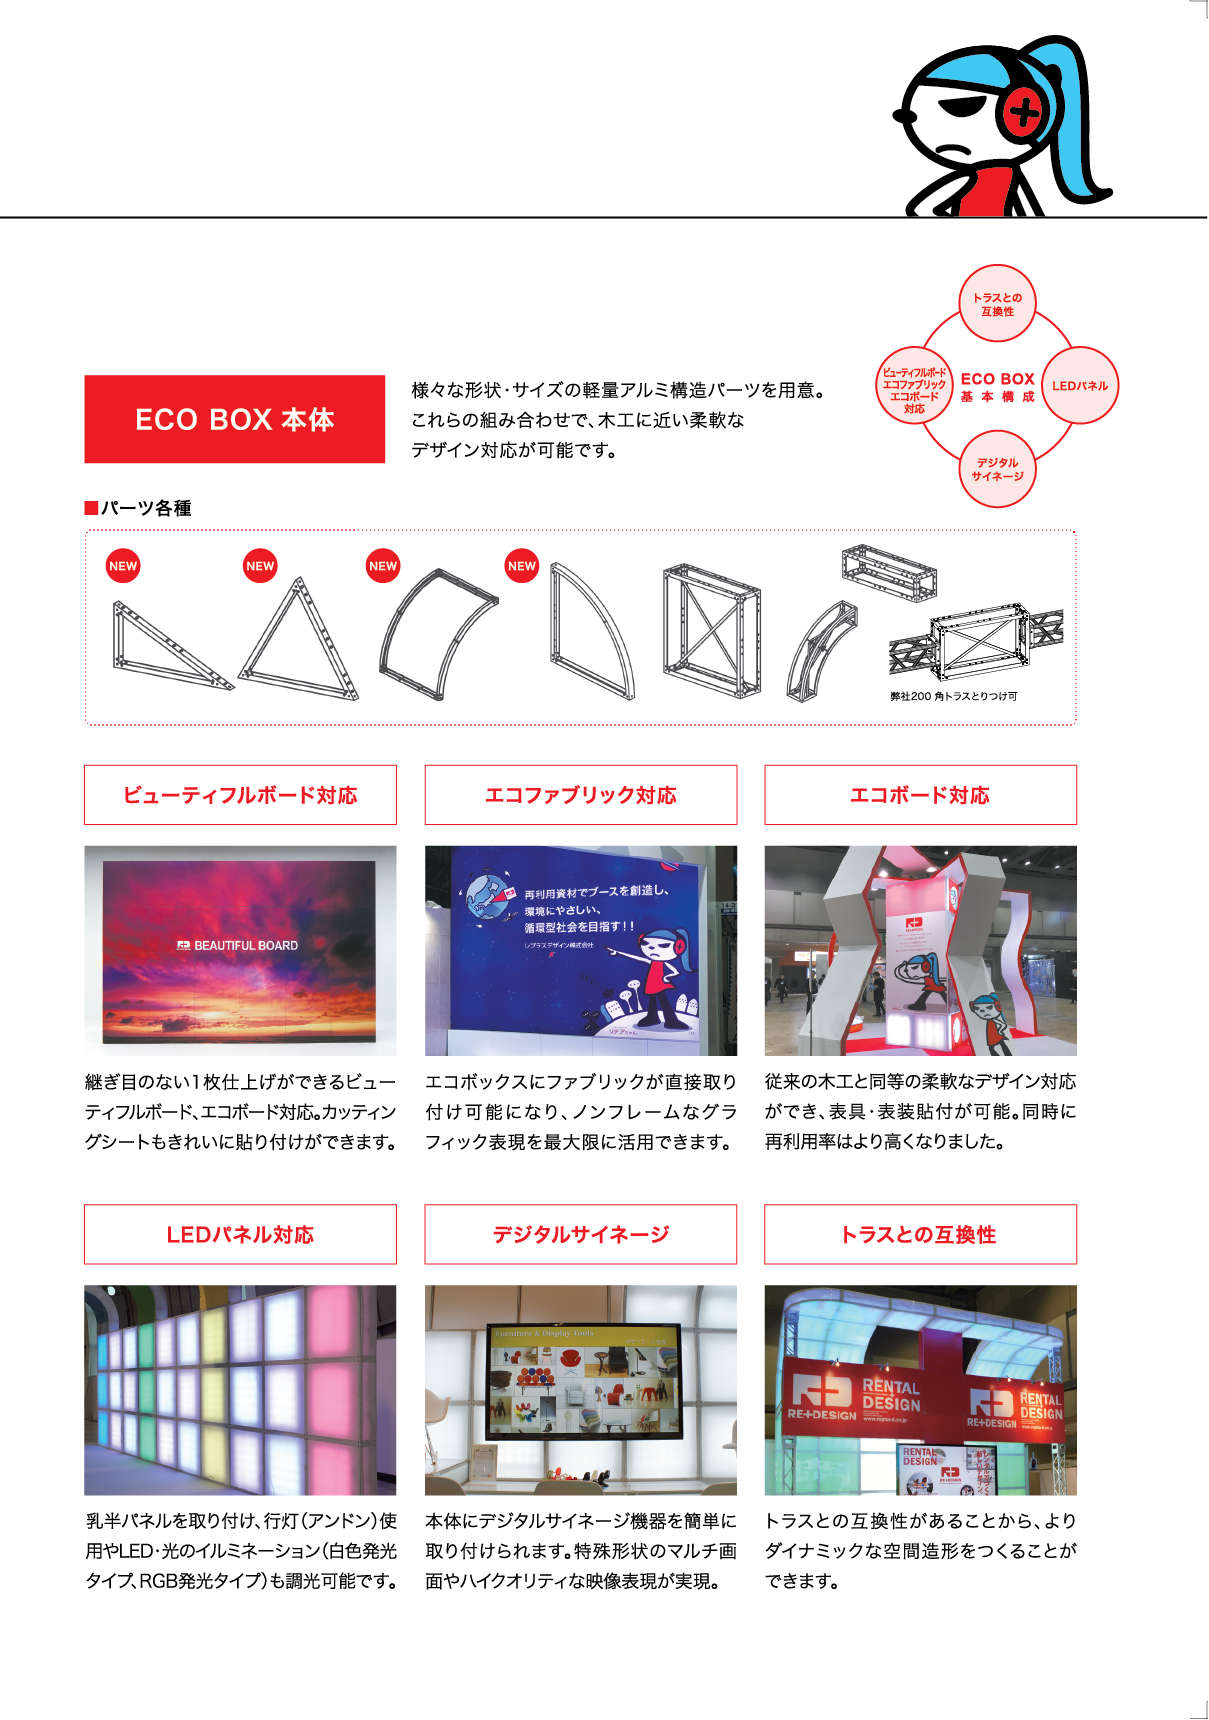 トラスとの
互換性
ビューティフルボード
エコファブリック
エコボード
対応
ECO BOX
基本構成
LEDパネル
デジタル
サイネージ
ECO BOX 本体
様々な形状・サイズの軽量アルミ構造パーツを用意。
これらの組み合わせで、木工に近い柔軟な
デザイン対応が可能です。
■パーツ各種
NEW
NEW
NEW
NEW
弊社200 角トラスとりつけ可
ビューティフルボード対応
エコファブリック対応
エコボード対応
BEAUTIFUL BOARD
再利用資材でブースを創造し、
環境にやさしい、
循環型社会を目指す!!
レプラスデザイン株式会社
継ぎ目のない1枚仕上げができるビュー
ティフルボード、エコボード対応。カッティン
グシートもきれいに貼り付けができます。
エコボックスにファブリックが直接取り
付け可能になり、ノンフレームなグラ
フィック表現を最大限に活用できます。
従来の木工と同等の柔軟なデザイン対応
ができ、表具・表装貼付が可能。同時に
再利用率はより高くなりました。
LEDパネル対応
デジタルサイネージ
トラスとの互換性
Furniture & Display Tools
RENTAL
DESIGN
RE+DESIGN
www.replus-d.co.jp
RENTAL
DESIGN
RE+DESIGN
RENTAL
DESIGN
RE+DESIGN
乳半パネルを取り付け、行灯(アンドン)使
用やLED・光のイルミネーション(白色発光
タイプ、RGB発光タイプ)も調光可能です。
本体にデジタルサイネージ機器を簡単に
取り付けられます。特殊形状のマルチ画
面やハイクオリティな映像表現が実現。
トラスとの互換性があることから、より
ダイナミックな空間造形をつくることが
できます。